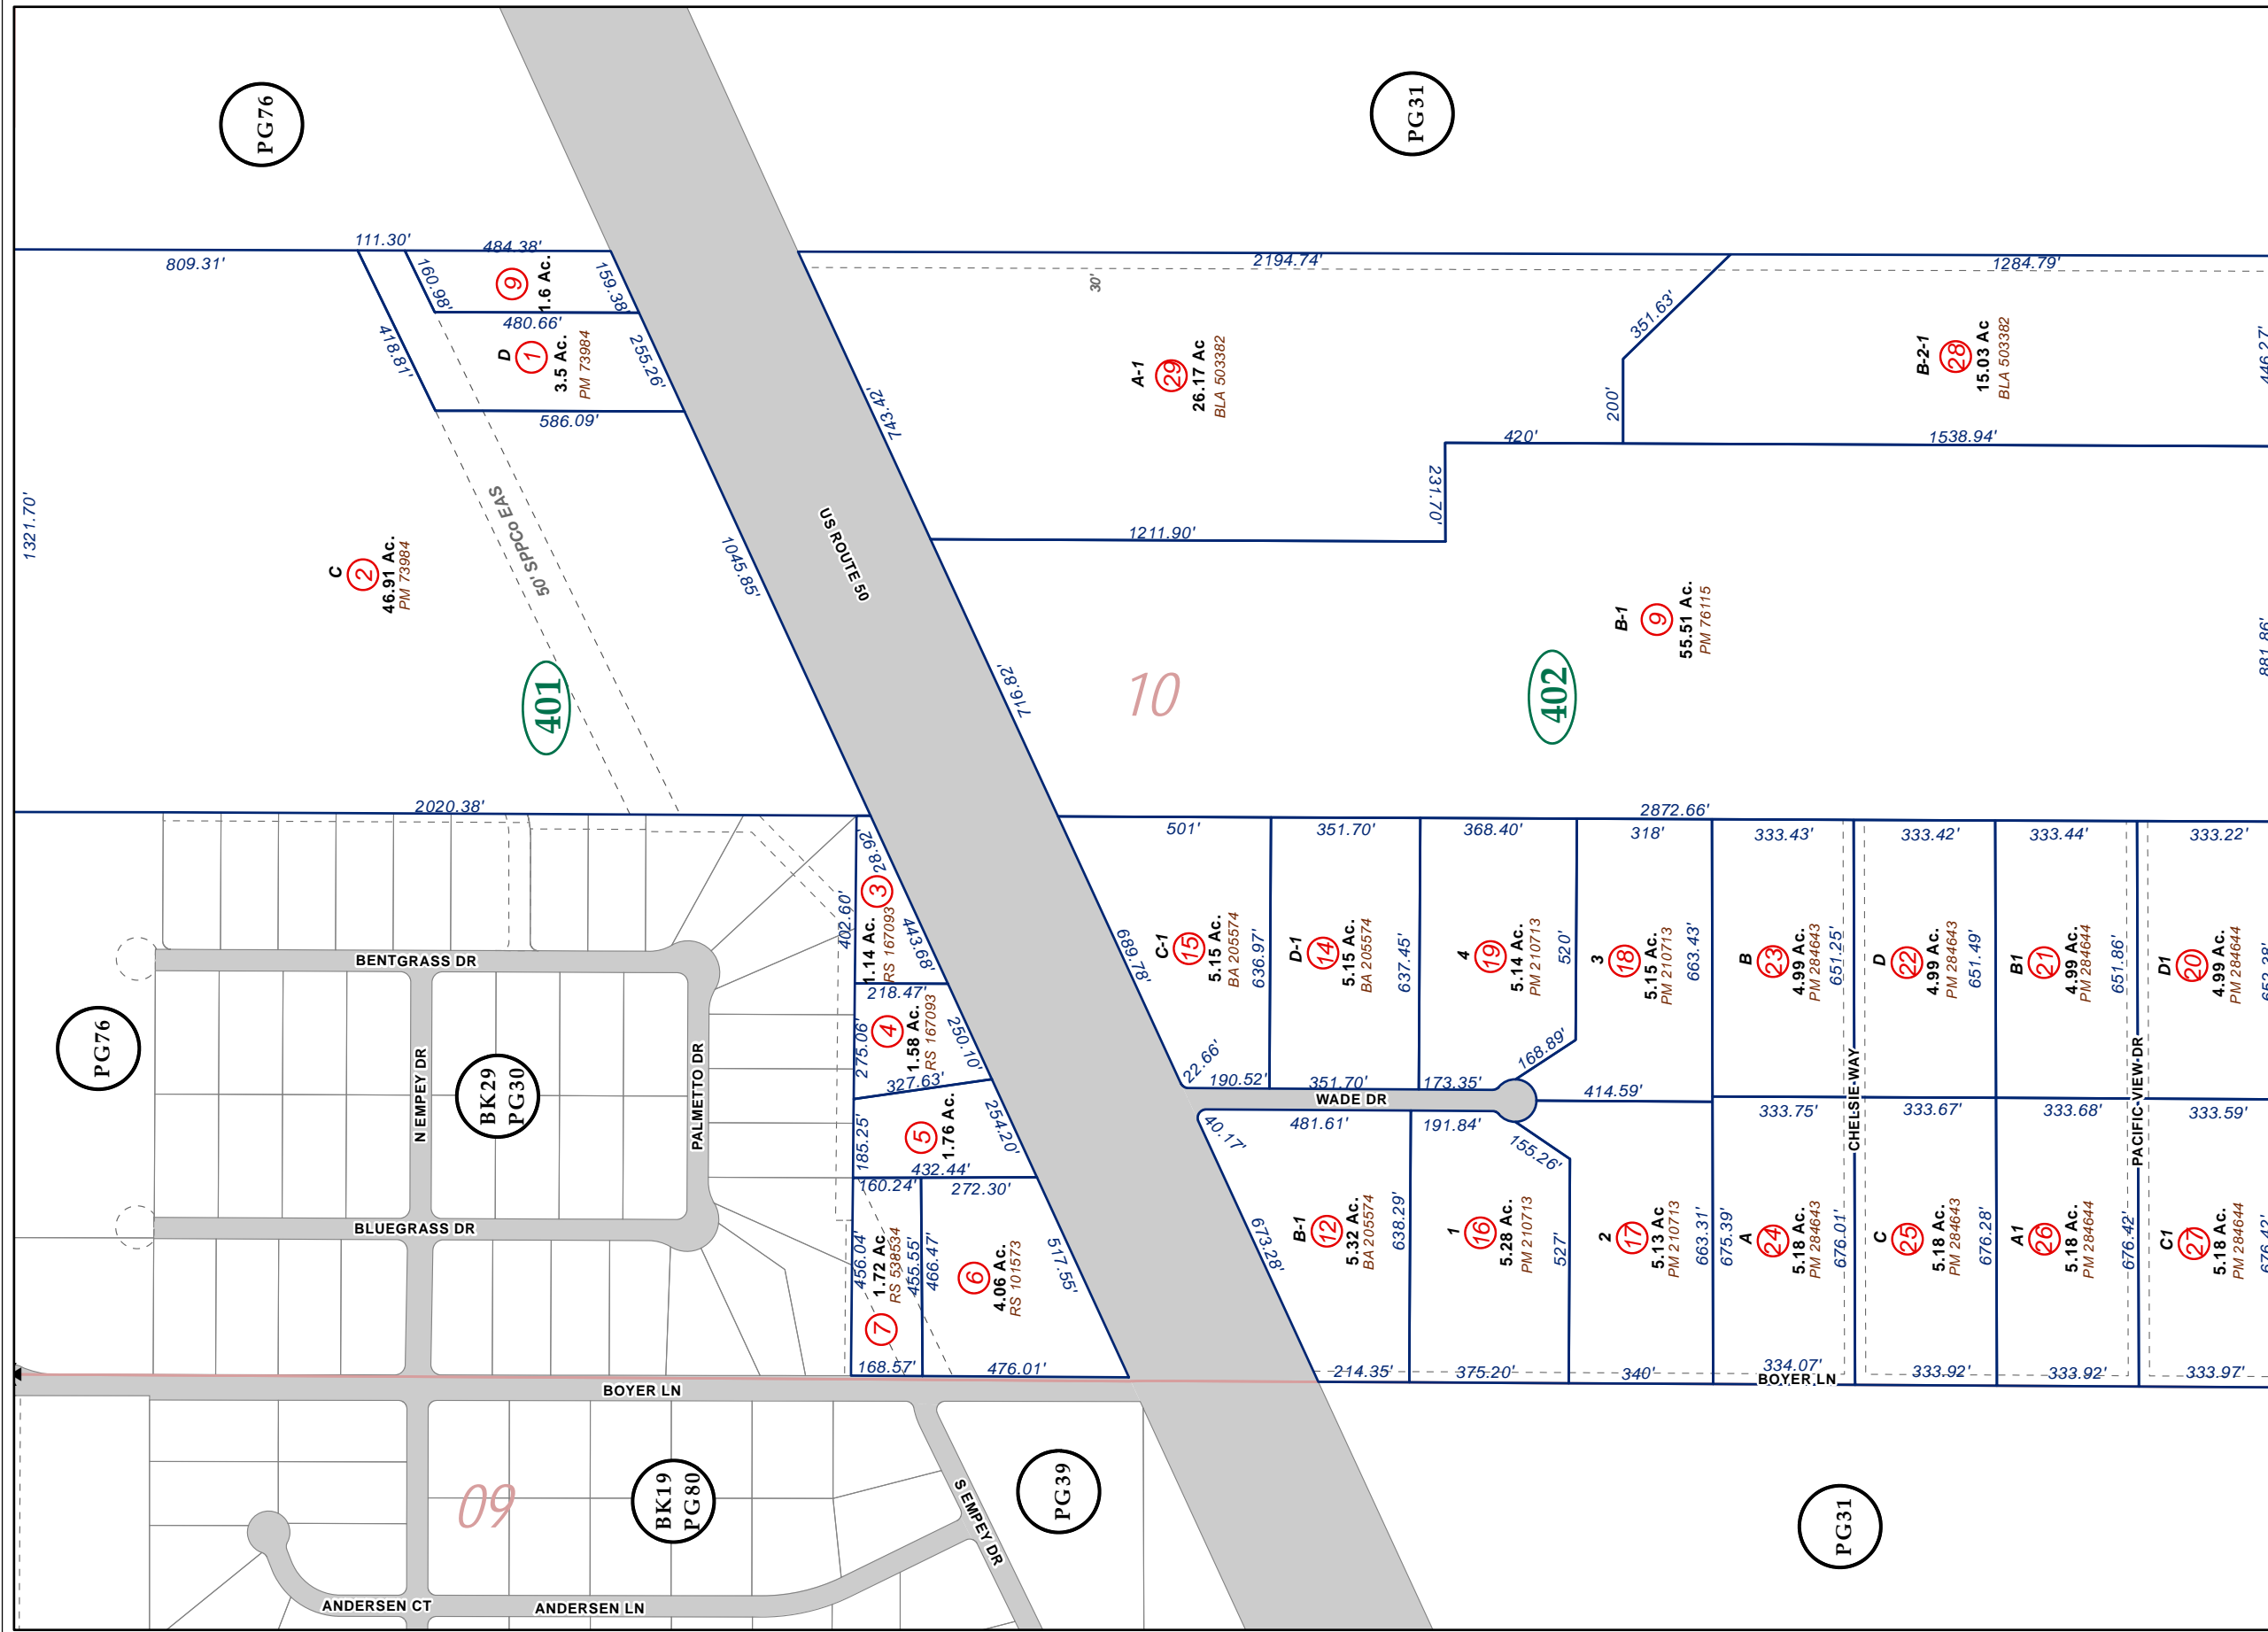 PG76
PG31
111.30'
484.38'
809.31'
160.98'
9
1.6 Ac.
159.38'
480.66'
D
1
3.5 Ac.
PM 73984
255.26'
418.81'
586.09'
1321.70'
C
2
46.91 Ac.
PM 73984
50' SPPCo EAS
1045.85'
401
2020.38'
US ROUTE 50
743.42'
716.82'
689.78'
2194.74'
30'
A-1
29
26.17 Ac
BLA 503382
351.63'
200'
420'
231.70'
1211.90'
1284.79'
B-2-1
28
15.03 Ac
BLA 503382
446.27'
1538.94'
10
402
B-1
9
55.51 Ac.
PM 76115
881.86'
2872.66'
PG76
BENTGRASS DR
N EMPEY DR
BK29
PG30
PALMETTO DR
BLUEGRASS DR
28.92'
3
1.14 Ac.
RS 167093
402.60'
443.68'
218.47'
4
1.58 Ac.
RS 167093
275.06'
250.10'
327.63'
5
1.76 Ac.
185.25'
254.20'
432.44'
160.24'
272.30'
456.04'
7
1.72 Ac.
RS 538534
455.55'
466.47'
6
4.06 Ac.
RS 101573
517.55'
168.57'
476.01'
501'
351.70'
368.40'
318'
333.43'
333.42'
333.44'
333.22'
C-1
15
5.15 Ac.
BA 205574
636.97'
D-1
14
5.15 Ac.
BA 205574
637.45'
4
19
5.14 Ac.
PM 210713
520'
3
18
5.15 Ac.
PM 210713
663.43'
B
23
4.99 Ac.
PM 284643
651.25'
D
22
4.99 Ac.
PM 284643
651.49'
B1
21
4.99 Ac.
PM 284644
651.86'
D1
20
4.99 Ac.
PM 284644
22.66'
190.52'
351.70'
173.35'
168.89'
414.59'
WADE DR
333.75'
333.67'
333.68'
333.59'
CHELSIE-WAY
PACIFIC-VIEW-DR
40.17'
481.61'
191.84'
155.26'
673.28'
B-1
12
5.32 Ac.
BA 205574
638.29'
1
16
5.28 Ac.
PM 210713
527'
2
17
5.13 Ac
PM 210713
663.31'
675.39'
A
24
5.18 Ac.
PM 284643
676.01'
C
25
5.18 Ac.
PM 284643
676.28'
A1
26
5.18 Ac.
PM 284644
676.42'
C1
27
5.18 Ac.
PM 284644
676.42'
214.35'
375.20'
340'
334.07'
333.92'
333.92'
333.97'
BOYER LN
BOYER LN
09
BK19
PG80
S EMPEY DR
PG39
PG31
ANDERSEN CT
ANDERSEN LN